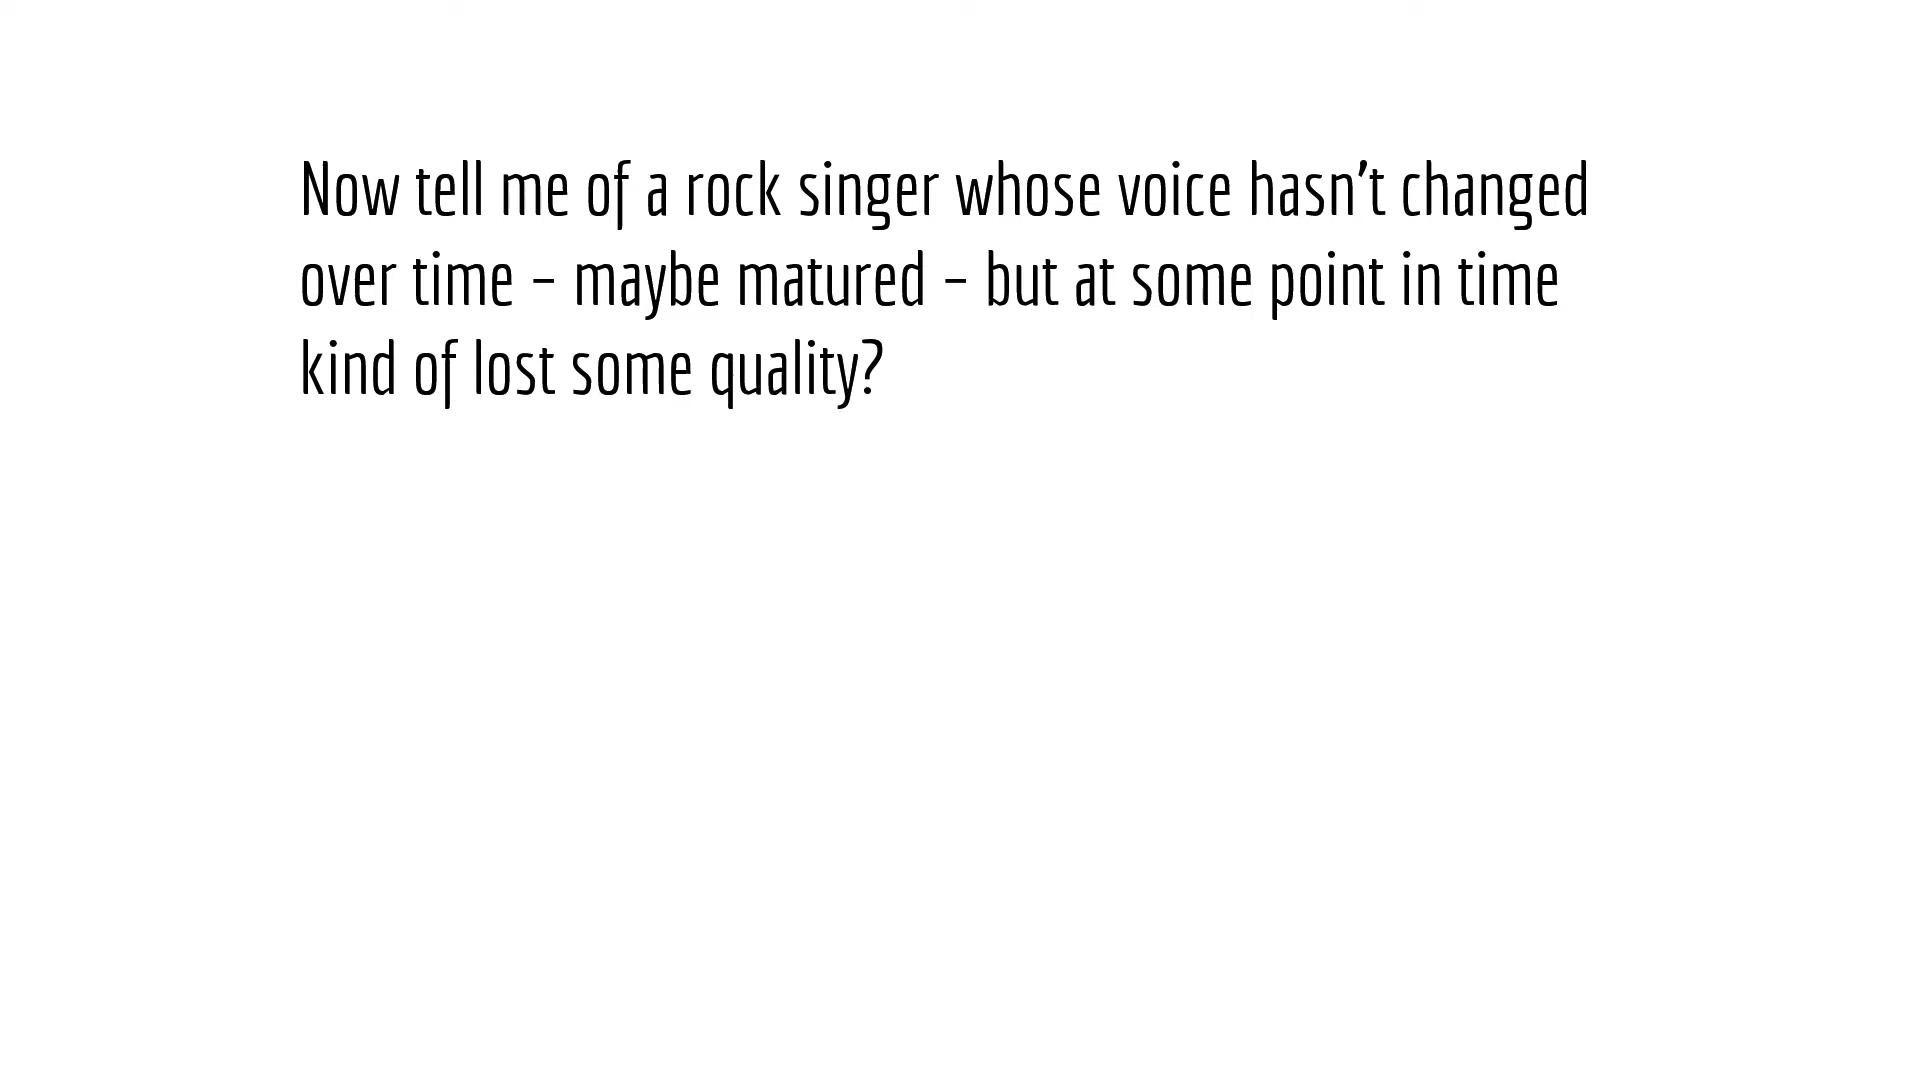 Now tell me of a rock singer whose voice hasn’t changed
over time – maybe matured – but at some point in time
kind of lost some quality?